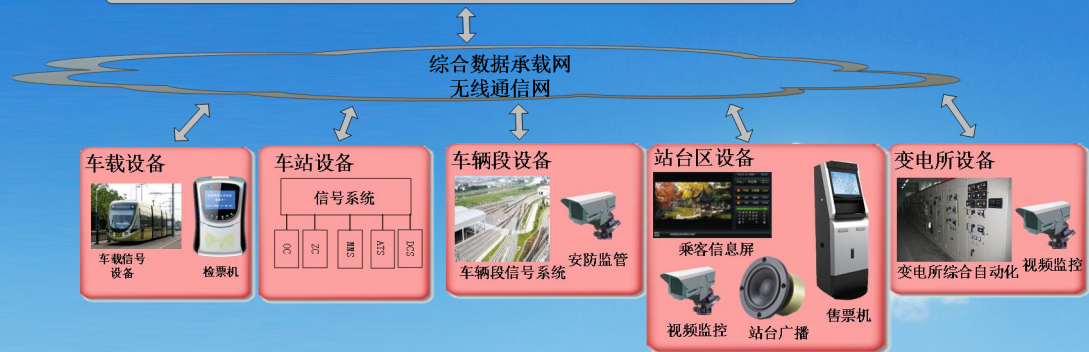 综合数据承载网
无线通信网
车载设备
车载信号
设备
检票机
车站设备
信号系统
OC
ZC
MMS
ATS
DCS
车辆段设备
车辆段信号系统
安防监管
站台区设备
乘客信息屏
视频监控
站台广播
售票机
变电所设备
变电所综合自动化
视频监控